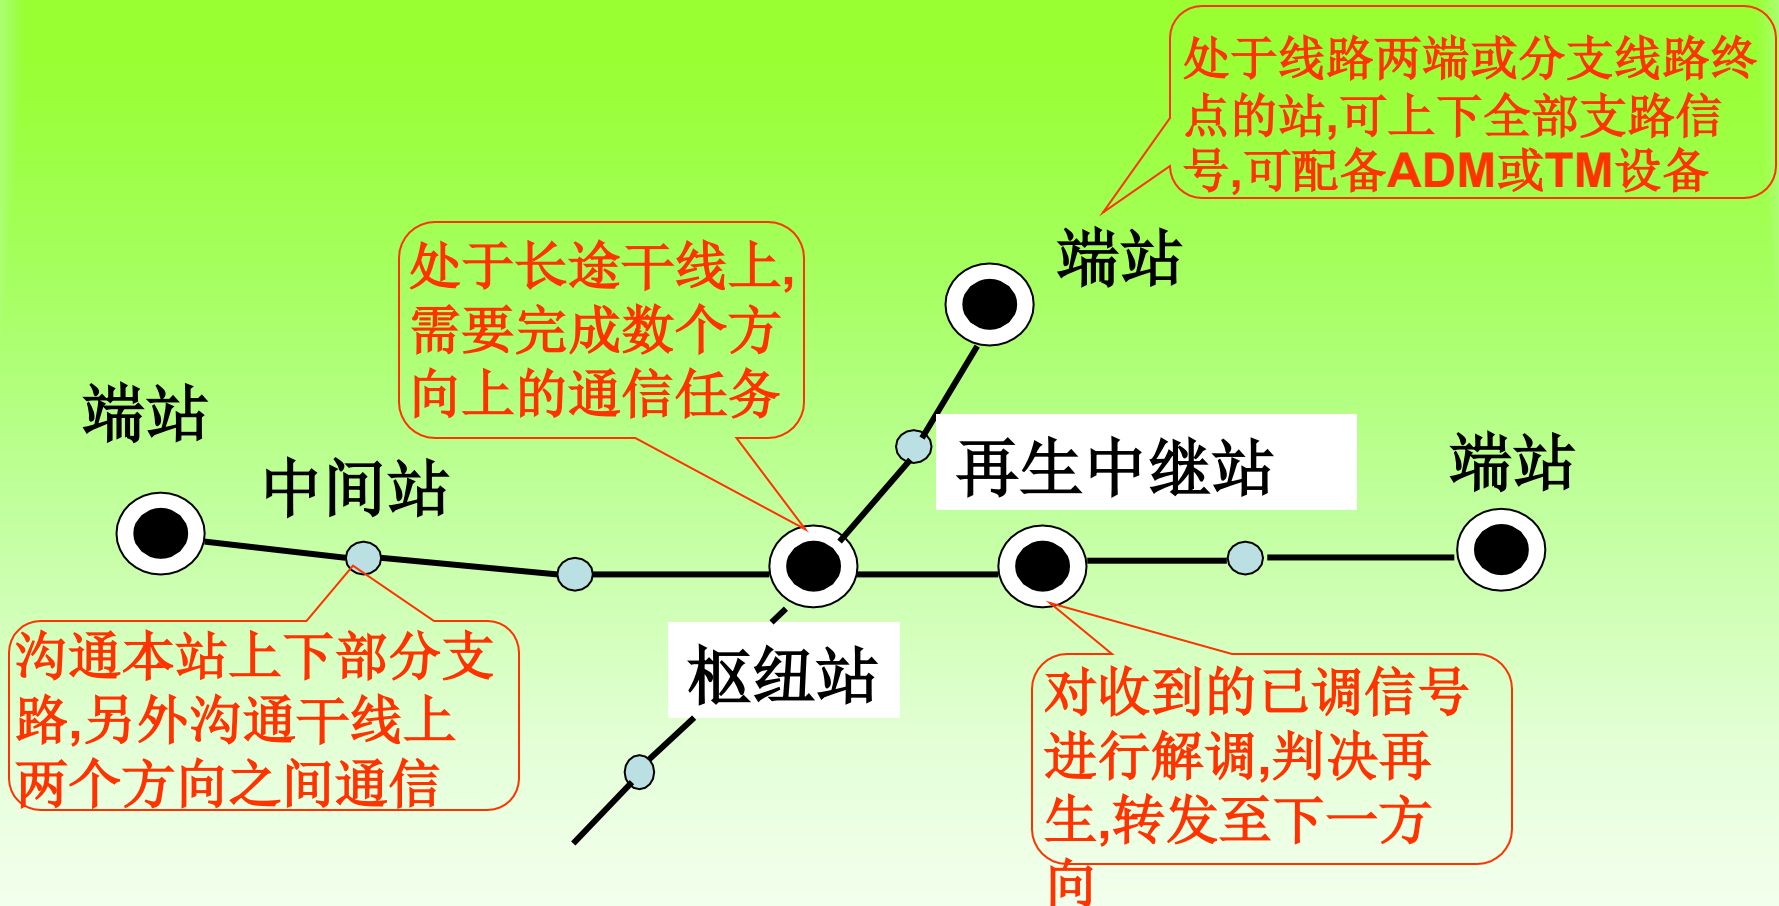 处于线路两端或分支线路终
点的站,可上下全部支路信
号,可配备ADM或TM设备
端站
处于长途干线上,
需要完成数个方
向上的通信任务
端站
中间站
再生中继站
端站
枢纽站
沟通本站上下部分支
路,另外沟通干线上
两个方向之间通信
对收到的已调信号
进行解调,判决再
生,转发至下一方
向